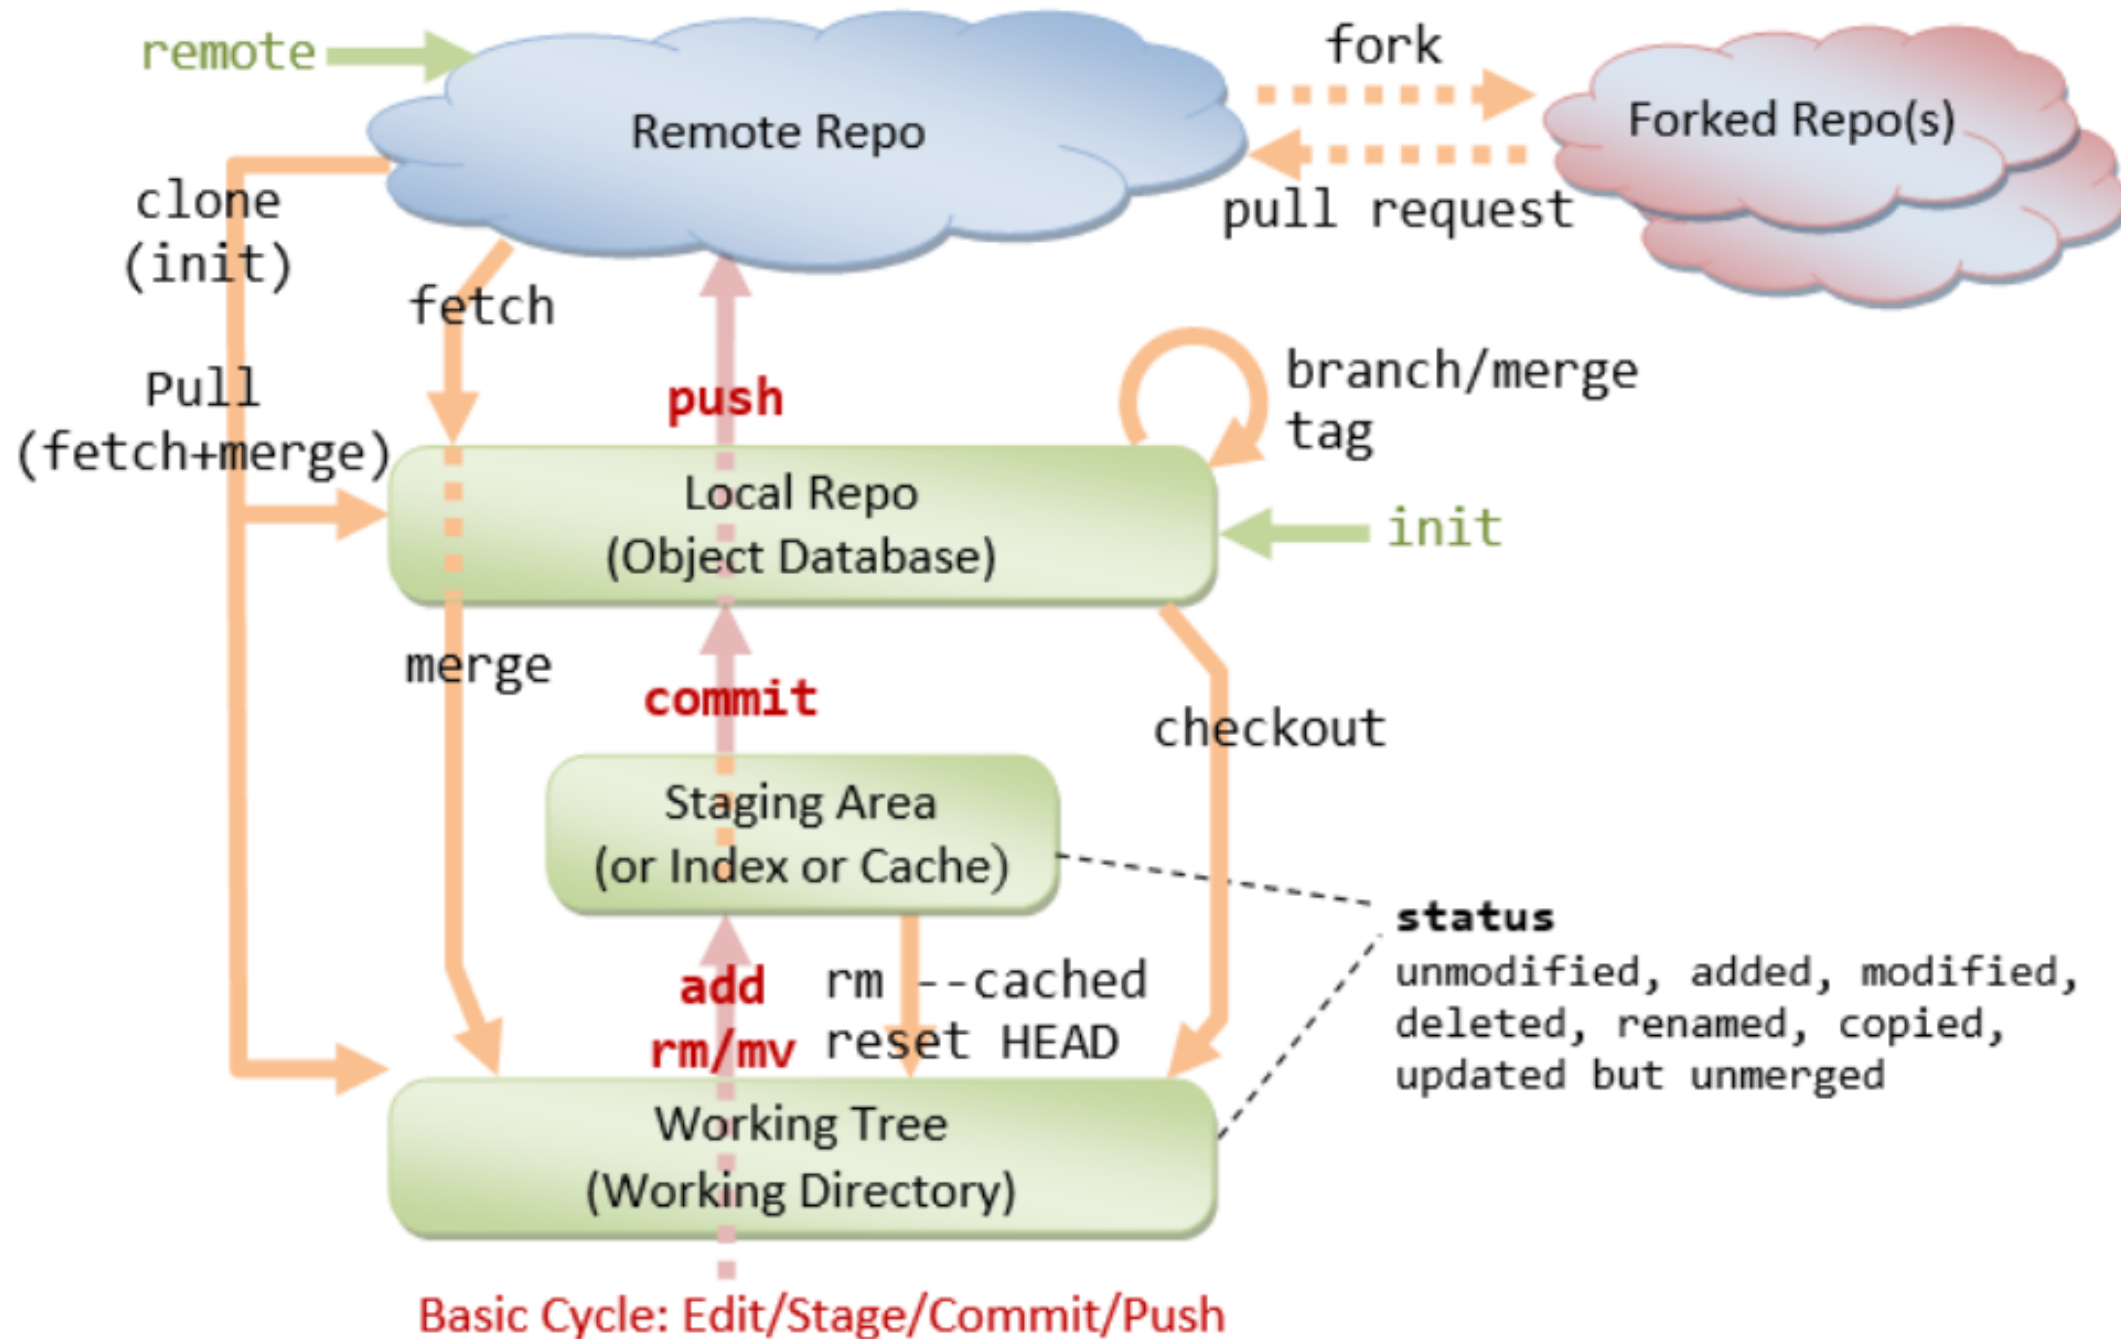 remote
Remote Repo
fork
Forked Repo(s)
pull request
clone
(init)
fetch
Pull
(fetch+merge)
push
branch/merge
tag
Local Repo
(Object Database)
init
merge
commit
checkout
Staging Area
(or Index or Cache)
status
unmodified, added, modified,
deleted, renamed, copied,
updated but unmerged
add
rm/mv
rm --cached
reset HEAD
Working Tree
(Working Directory)
Basic Cycle: Edit/Stage/Commit/Push